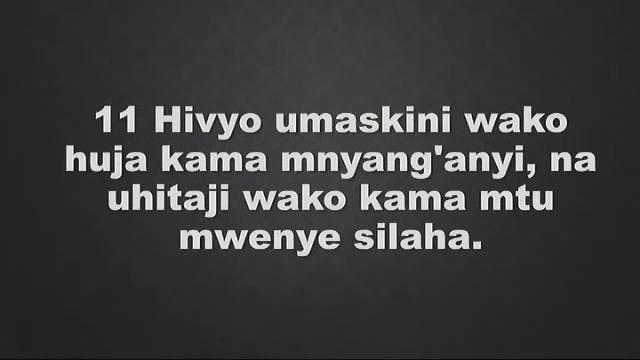 11 Hivyo umaskini wako
huja kama mnyang'anyi, na
uhitaji wako kama mtu
mwenye silaha.